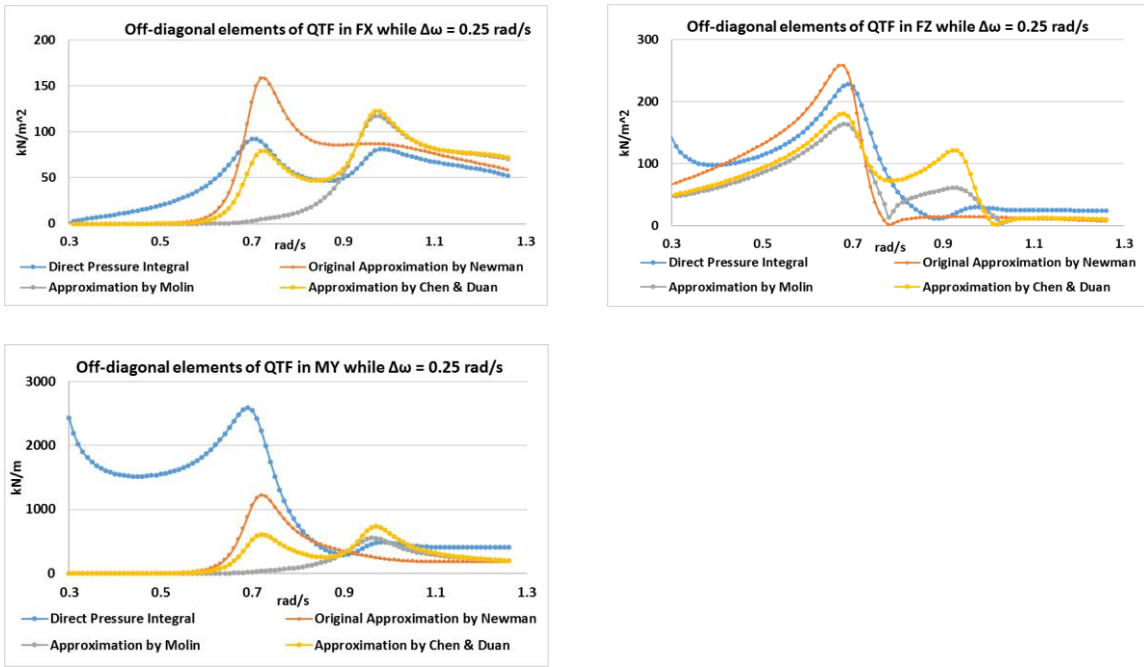 Off-diagonal elements of QTF in FX while Δω = 0.25 rad/s
200
150
100
50
0
kN/m^2
0.3 0.5 0.7 0.9 1.1 1.3
rad/s
Direct Pressure Integral Original Approximation by Newman
Approximation by Molin Approximation by Chen & Duan
Off-diagonal elements of QTF in FZ while Δω = 0.25 rad/s
300
200
100
0
kN/m^2
0.3 0.5 0.7 0.9 1.1 1.3
rad/s
Direct Pressure Integral Original Approximation by Newman
Approximation by Molin Approximation by Chen & Duan
Off-diagonal elements of QTF in MY while Δω = 0.25 rad/s
3000
2000
1000
0
kN/m
0.3 0.5 0.7 0.9 1.1 1.3
rad/s
Direct Pressure Integral Original Approximation by Newman
Approximation by Molin Approximation by Chen & Duan